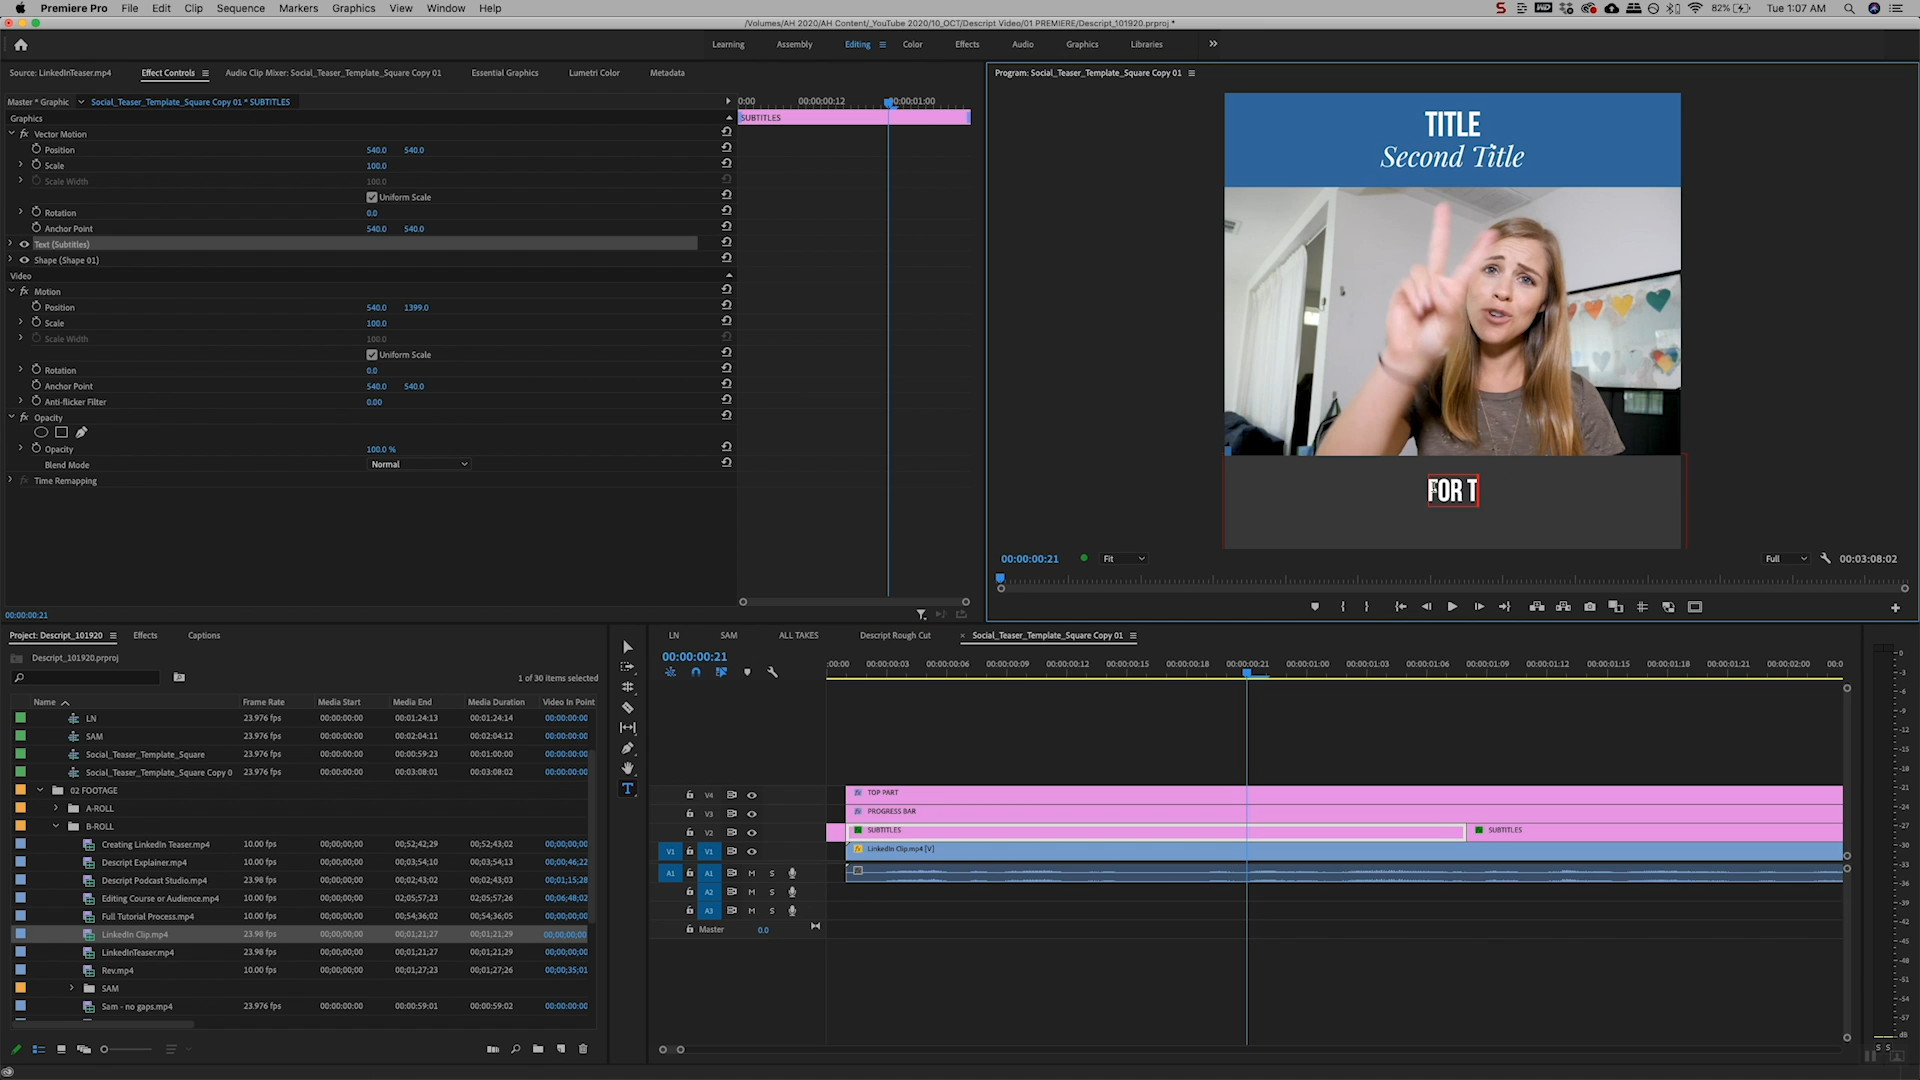 Premiere Pro File Edit Clip Sequence Markers Graphics View Window Help
82% Tue 1:07 AM
/Volumes/AH 2020/AH Content/_YouTube 2020/10_OCT/Descript Video/01 PREMIERE/Descript_101920.prproj *
Learning Assembly Editing Color Effects Audio Graphics Libraries
Source: LinkedInTeaser.mp4 Effect Controls Audio Clip Mixer: Social_Teaser_Template_Square Copy 01 Essential Graphics Lumetri Color Metadata
Master * Graphic Social_Teaser_Template_Square Copy 01 * SUBTITLES
0:00 00:00:00:12 00:00:01:00
SUBTITLES
Graphics
Vector Motion
Position 540.0 540.0
Scale 100.0
Scale Width 100.0
Uniform Scale
Rotation 0.0
Anchor Point 540.0 540.0
Text (Subtitles)
Shape (Shape 01)
Video
Motion
Position 540.0 1399.0
Scale 100.0
Scale Width 100.0
Uniform Scale
Rotation 0.0
Anchor Point 540.0 540.0
Anti-flicker Filter 0.00
Opacity
Opacity 100.0 %
Blend Mode Normal
Time Remapping
00:00:00:21
Program: Social_Teaser_Template_Square Copy 01
TITLE
Second Title
FOR T
00:00:00:21 Fit Full 00:03:08:02
Project: Descript_101920 Effects Captions
Descript_101920.prproj
1 of 30 items selected
Name Frame Rate Media Start Media End Media Duration Video In Point
LN 23.976 fps 00:00:00:00 00:01:24:13 00:01:24:14 00:00:00:00
SAM 23.976 fps 00:00:00:00 00:02:04:11 00:02:04:12 00:00:00:00
Social_Teaser_Template_Square 23.976 fps 00:00:00:00 00:00:59:23 00:01:00:00 00:00:00:00
Social_Teaser_Template_Square Copy 0 23.976 fps 00:00:00:00 00:03:08:01 00:03:08:02 00:00:00:00
02 FOOTAGE
A-ROLL
B-ROLL
Creating LinkedIn Teaser.mp4 10.00 fps 00;00;00;00 00;52;42;29 00;52;43;02 00;00;00;00
Descript Explainer.mp4 10.00 fps 00;00;00;00 00;03;54;10 00;03;54;13 00;00;46;22
Descript Podcast Studio.mp4 23.98 fps 00;00;00;00 00;02;43;02 00;02;43;03 00;01;15;28
Editing Course or Audience.mp4 10.00 fps 00;00;00;00 02;05;57;23 02;05;57;26 00;06;48;02
Full Tutorial Process.mp4 10.00 fps 00;00;00;00 00;54;36;02 00;54;36;05 00;00;00;00
LinkedIn Clip.mp4 23.98 fps 00;00;00;00 00;01;21;27 00;01;21;29 00;00;00;00
LinkedInTeaser.mp4 23.98 fps 00;00;00;00 00;01;21;27 00;01;21;29 00;00;00;00
Rev.mp4 10.00 fps 00;00;00;00 00;01;27;23 00;01;27;26 00;00;35;01
SAM
Sam - no gaps.mp4 23.976 fps 00:00:00:00 00:00:59:01 00:00:59:02 00:00:00:00
LN SAM ALL TAKES Descript Rough Cut Social_Teaser_Template_Square Copy 01
00:00:00:21
:00:00 00:00:00:03 00:00:00:06 00:00:00:09 00:00:00:12 00:00:00:15 00:00:00:18 00:00:00:21 00:00:01:00 00:00:01:03 00:00:01:06 00:00:01:09 00:00:01:12 00:00:01:15 00:00:01:18 00:00:01:21 00:00:02:00 00:0
V4 TOP PART
V3 PROGRESS BAR
V2 SUBTITLES SUBTITLES
V1 V1 LinkedIn Clip.mp4 [V]
A1 A1 M S
A2 M S
A3 M S
Master 0.0
0
-3
-6
-9
-12
-15
-18
-21
-24
-27
-30
-33
-36
-39
-42
-45
-48
-51
-54
-57
dB
S S